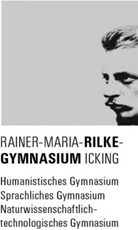 RAINER-MARIA-RILKE-
GYMNASIUM ICKING
Humanistisches Gymnasium
Sprachliches Gymnasium
Naturwissenschaftlich-
technologisches Gymnasium